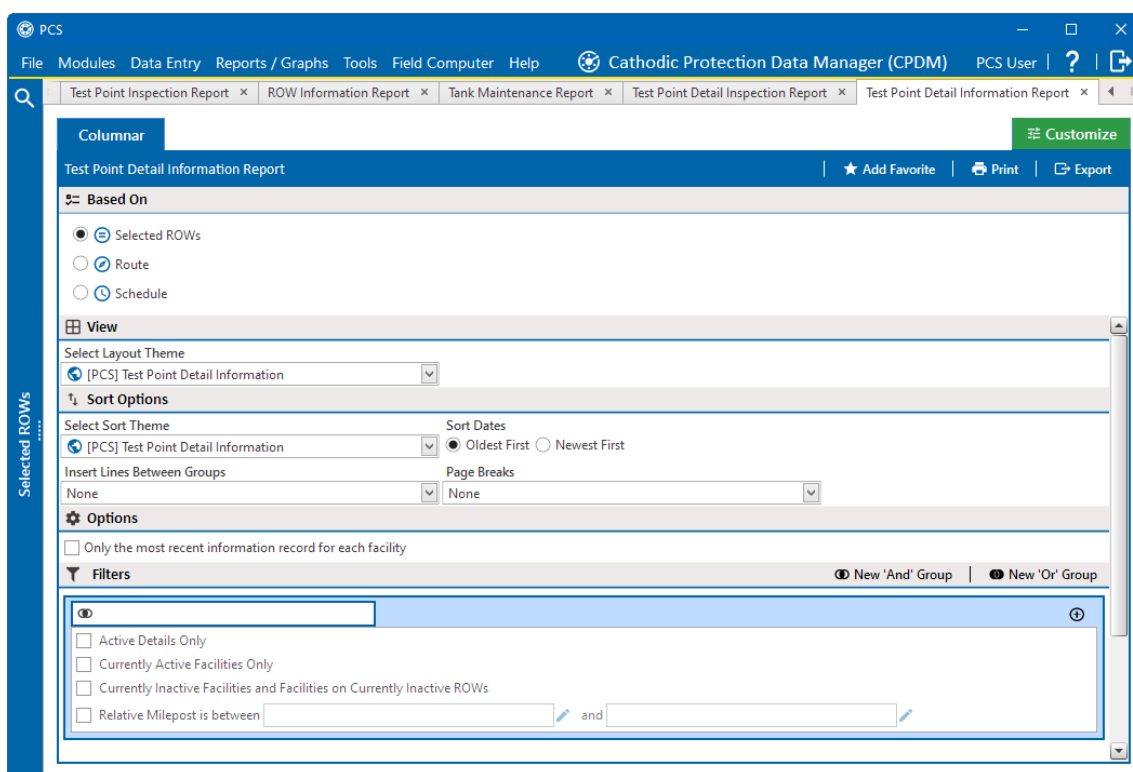 PCS
File Modules Data Entry Reports / Graphs Tools Field Computer Help Cathodic Protection Data Manager (CPDM) PCS User ?
Test Point Inspection Report × ROW Information Report × Tank Maintenance Report × Test Point Detail Inspection Report × Test Point Detail Information Report ×
Columnar Customize
Test Point Detail Information Report Add Favorite Print Export
Based On
Selected ROWs
Route
Schedule
View
Select Layout Theme
[PCS] Test Point Detail Information
Sort Options
Select Sort Theme Sort Dates
[PCS] Test Point Detail Information Oldest First Newest First
Insert Lines Between Groups Page Breaks
None None
Options
Only the most recent information record for each facility
Filters New 'And' Group New 'Or' Group
Active Details Only
Currently Active Facilities Only
Currently Inactive Facilities and Facilities on Currently Inactive ROWs
Relative Milepost is between and
Selected ROWs